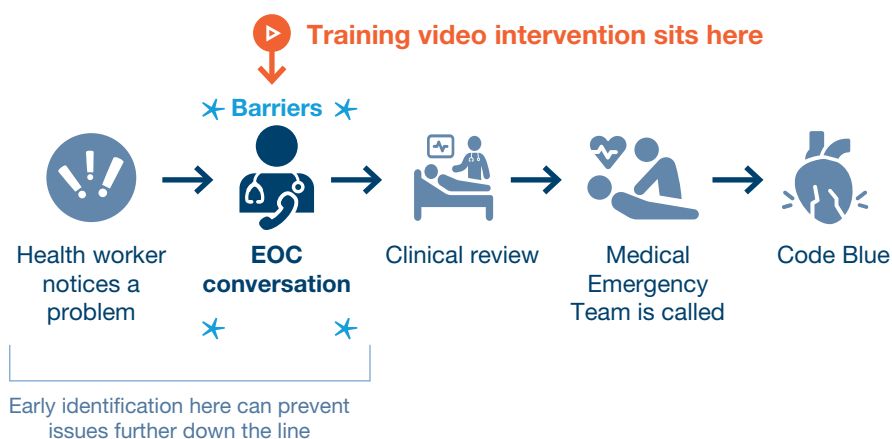 Training video intervention sits here
Barriers
Health worker
notices a
problem
EOC
conversation
Clinical review
Medical
Emergency
Team is called
Code Blue
Early identification here can prevent
issues further down the line